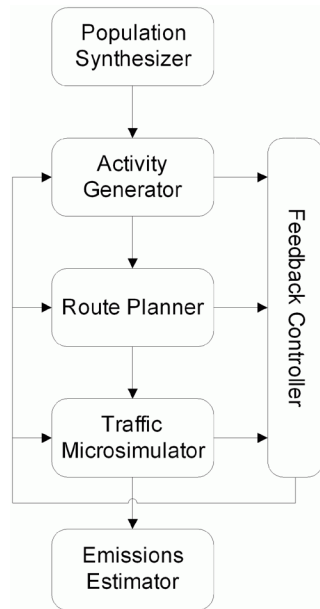 Population
Synthesizer
Activity
Generator
Route Planner
Traffic
Microsimulator
Feedback Controller
Emissions
Estimator